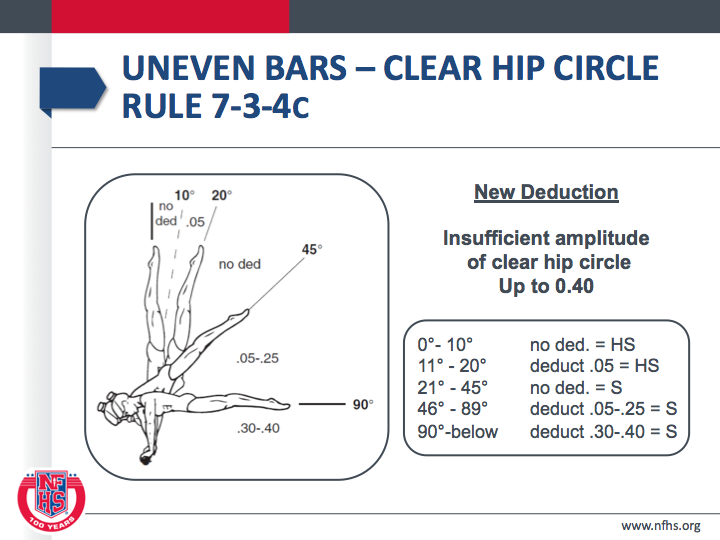 UNEVEN BARS – CLEAR HIP CIRCLE
RULE 7-3-4c
10° 20°
no
ded .05
no ded
45°
.05-.25
90°
.30-.40
New Deduction
Insufficient amplitude
of clear hip circle
Up to 0.40
0°- 10° no ded. = HS
11° - 20° deduct .05 = HS
21° - 45° no ded. = S
46° - 89° deduct .05-.25 = S
90°-below deduct .30-.40 = S
NF
HS
100 YEARS
www.nfhs.org